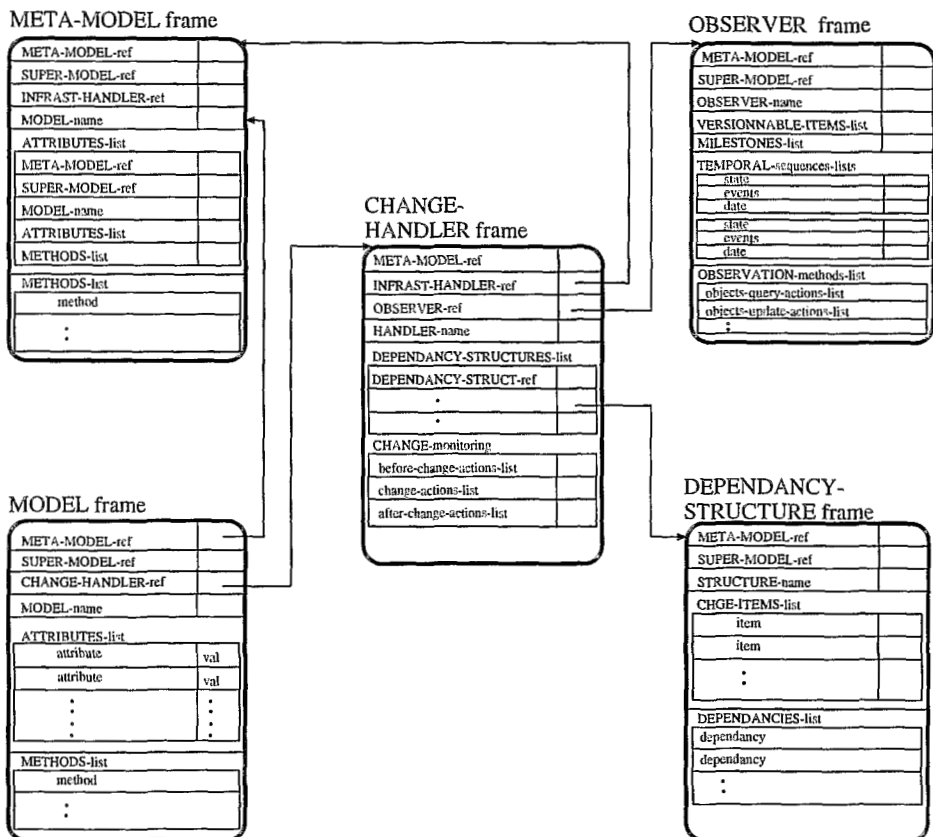 META-MODEL frame
META-MODEL-ref
SUPER-MODEL-ref
INFRAST-HANDLER-ref
MODEL-name
ATTRIBUTES-list
META-MODEL-ref
SUPER-MODEL-ref
MODEL-name
ATTRIBUTES-list
METHODS-list
METHODS-list
method
:
OBSERVER frame
META-MODEL-ref
SUPER-MODEL-ref
OBSERVER-name
VERSIONNABLE-ITEMS-list
MILESTONES-list
TEMPORAL-sequences-lists
state
events
date
state
events
date
OBSERVATION-methods-list
objects-query-actions-list
objects-update-actions-list
:
CHANGE-
HANDLER frame
META-MODEL-ref
INFRAST-HANDLER-ref
OBSERVER-ref
HANDLER-name
DEPENDANCY-STRUCTURES-list
DEPENDANCY-STRUCT-ref
.
.
CHANGE-monitoring
before-change-actions-list
change-actions-list
after-change-actions-list
MODEL frame
META-MODEL-ref
SUPER-MODEL-ref
CHANGE-HANDLER-ref
MODEL-name
ATTRIBUTES-list
attribute val
attribute val
: :
: :
METHODS-list
method
:
DEPENDANCY-
STRUCTURE frame
META-MODEL-ref
SUPER-MODEL-ref
STRUCTURE-name
CHGE-ITEMS-list
item
item
:
DEPENDANCIES-list
dependancy
dependancy
: